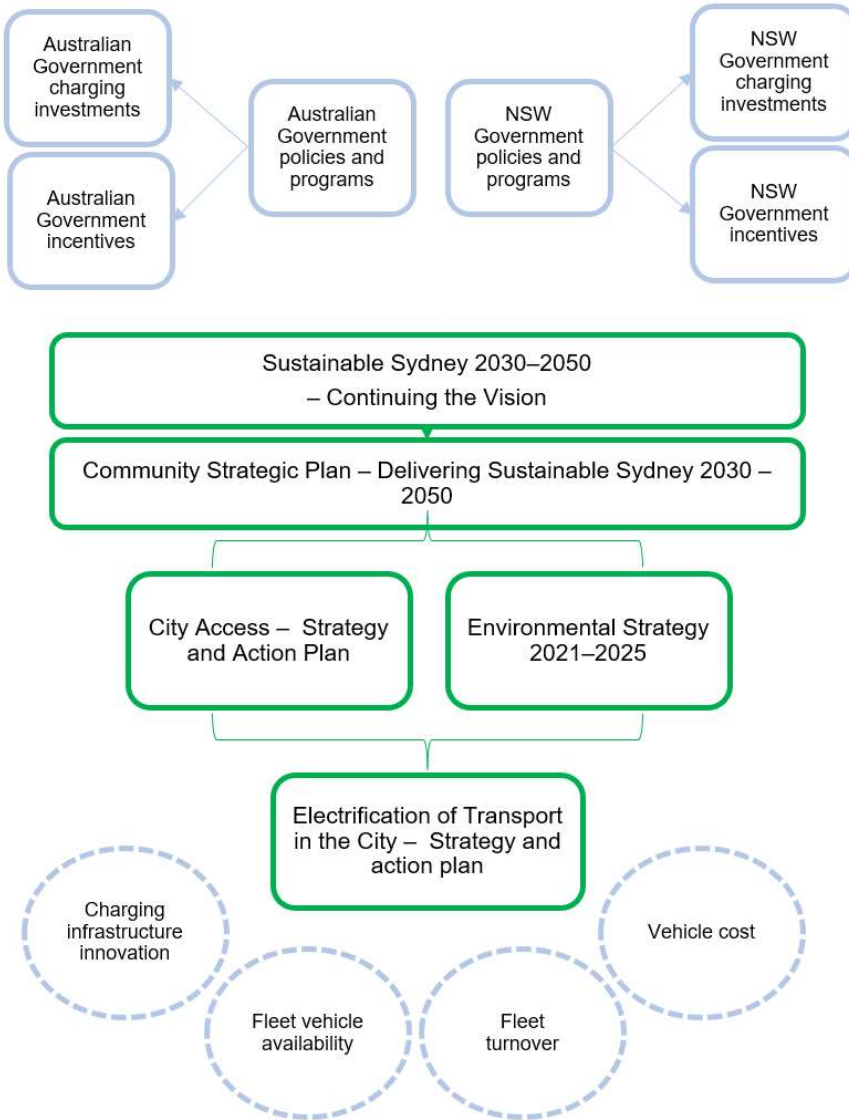 Australian
Government
charging
investments
Australian
Government
incentives
Australian
Government
policies and
programs
NSW
Government
policies and
programs
NSW
Government
charging
investments
NSW
Government
incentives
Sustainable Sydney 2030–2050
– Continuing the Vision
Community Strategic Plan – Delivering Sustainable Sydney 2030 –
2050
City Access – Strategy
and Action Plan
Environmental Strategy
2021–2025
Electrification of Transport
in the City – Strategy and
action plan
Charging
infrastructure
innovation
Fleet vehicle
availability
Fleet
turnover
Vehicle cost